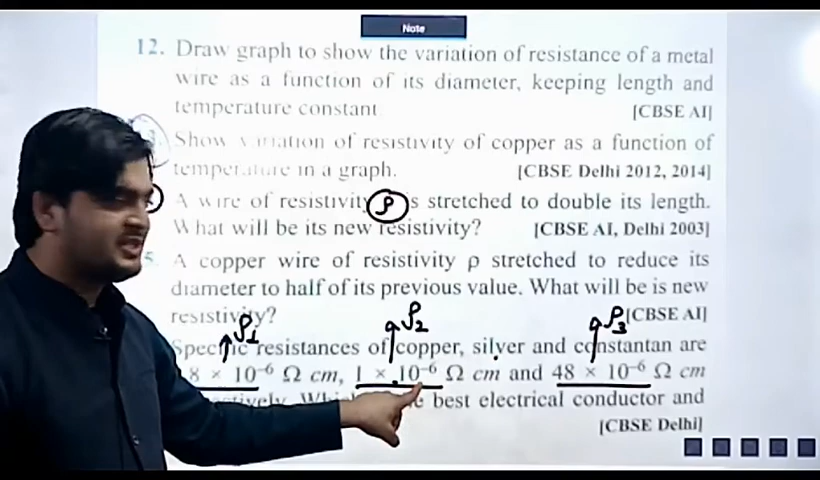 Note
12. Draw graph to show the variation of resistance of a metal
wire as a function of its diameter, keeping length and
temperature constant [CBSE AI]
Show variation of resistivity of copper as a function of
temperature in a graph. [CBSE Delhi 2012, 2014]
A wire of resistivity ρ is stretched to double its length.
What will be its new resistivity? [CBSE AI, Delhi 2003]
5. A copper wire of resistivity ρ stretched to reduce its
diameter to half of its previous value. What will be is new
resistivity? [CBSE AI]
ρ1 ρ2 ρ3
Specific resistances of copper, silver and constantan are
8 × 10⁻⁶ Ω cm, 1 × 10⁻⁶ Ω cm and 48 × 10⁻⁶ Ω cm
best electrical conductor and
[CBSE Delhi]